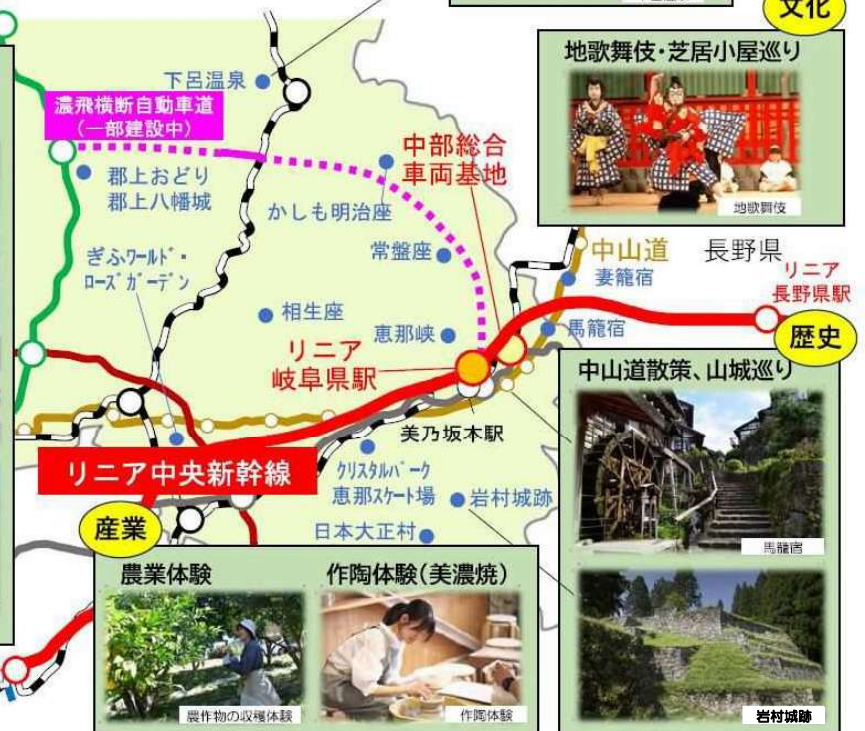 文化
地歌舞伎・芝居小屋巡り
地歌舞伎
下呂温泉
濃飛横断自動車道
（一部建設中）
中部総合
車両基地
郡上おどり
郡上八幡城
かしも明治座
ぎふワールド・
ローズガーデン
常盤座
中山道
長野県
妻籠宿
リニア
長野県駅
相生座
恵那峡
馬籠宿
歴史
リニア
岐阜県駅
中山道散策、山城巡り
美乃坂本駅
リニア中央新幹線
クリスタルパーク
恵那スケート場
岩村城跡
産業
日本大正村
馬籠宿
農業体験
作陶体験（美濃焼）
農作物の収穫体験
作陶体験
岩村城跡